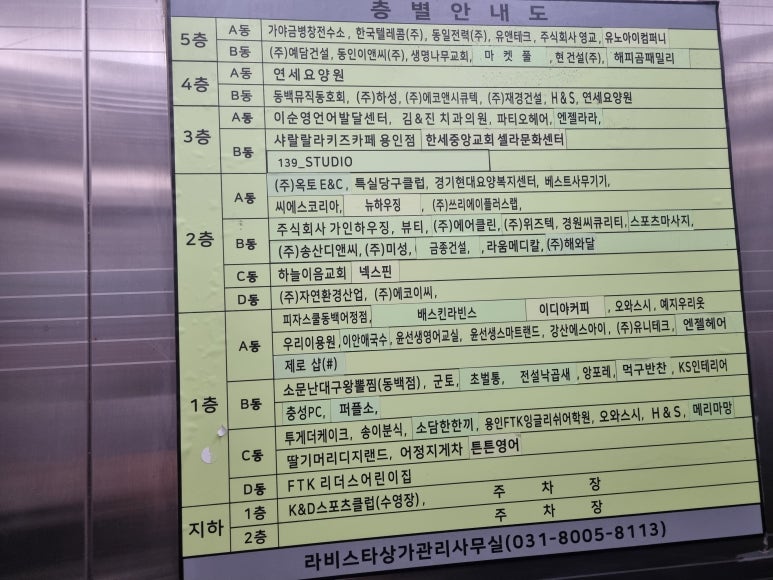 층별안내도
5층 A동 가야금병창전수소, 한국텔레콤(주), 동일전력(주), 유앤테크, 주식회사 영교, 유노아이컴퍼니
B동 (주)예담건설, 동인이앤씨(주), 생명나무교회, 마켓풀, 현건설(주), 해피곰패밀리
4층 A동 연세요양원
B동 동백뮤직동호회, (주)하성, (주)에코앤시큐텍, (주)재경건설, H&S, 연세요양원
3층 A동 이순영언어발달센터, 김&진 치과의원, 파티오헤어, 엔젤라라,
B동 샤랄랄라키즈카페 용인점 한세중앙교회 셀라문화센터
139_STUDIO
2층 A동 (주)옥토 E&C, 특실당구클럽, 경기현대요양복지센터, 베스트사무기기,
씨에스코리아, 뉴하우징, (주)쓰리에이플러스랩,
B동 주식회사 가인하우징, 뷰티, (주)에어클린, (주)위즈텍, 경원씨큐리티, 스포츠마사지,
(주)송산디앤씨, (주)미성, 금종건설, , 라움메디칼, (주)해와달
C동 하늘이음교회 넥스핀
D동 (주)자연환경산업, (주)에코이씨,
1층 A동 피자스쿨동백어정점, 배스킨라빈스 이디아커피, 오와스시, 예지우리옷
우리이용원, 이안애국수, 윤선생영어교실, 윤선생스마트랜드, 강산에스아이, (주)유니테크, 엔젤헤어
제로 샵(#)
B동 소문난대구왕뽈찜(동백점), 군토, 초벌통, 전설낙곱새, 앙포레, 먹구반찬, KS인테리어
충성PC, 퍼플소,
C동 투게더케이크, 송이분식, 소담한한끼, 용인FTK잉글리쉬어학원, 오와스시, H&S, 메리마망
딸기머리디지랜드, 어정지게차 튼튼영어
D동 FTK 리더스어린이집
지하 1층 K&D스포츠클럽(수영장), 주차장
2층 주차장
라비스타상가관리사무실(031-8005-8113)